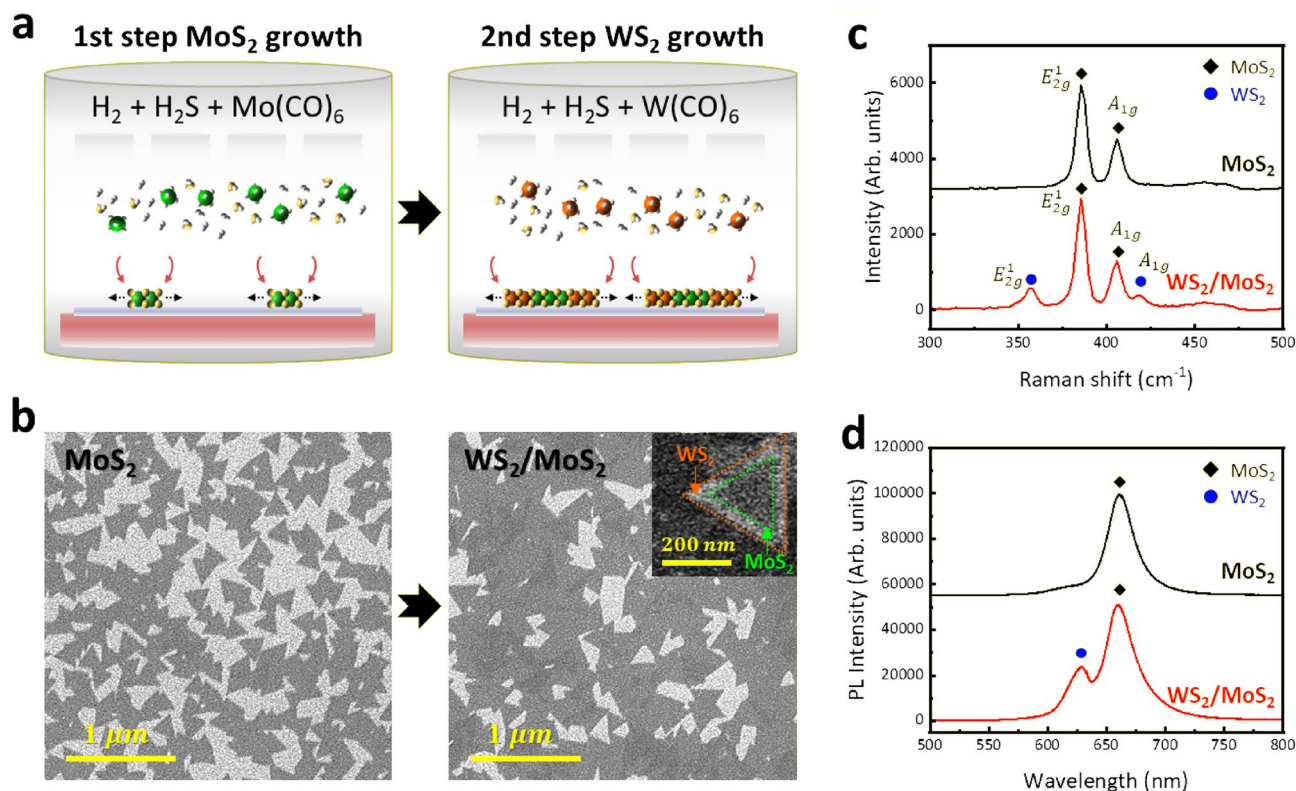 a
1st step MoS₂ growth
2nd step WS₂ growth
H₂ + H₂S + Mo(CO)₆
H₂ + H₂S + W(CO)₆
b
MoS₂
1 μm
WS₂/MoS₂
WS₂
200 nm
MoS₂
1 μm
c
Intensity (Arb. units)
6000
4000
2000
0
◆ MoS₂
● WS₂
E¹₂g
A₁g
MoS₂
E¹₂g
A₁g
E¹₂g
A₁g
WS₂/MoS₂
300 350 400 450 500
Raman shift (cm⁻¹)
d
PL Intensity (Arb. units)
120000
100000
80000
60000
40000
20000
0
◆ MoS₂
● WS₂
MoS₂
WS₂/MoS₂
500 550 600 650 700 750 800
Wavelength (nm)